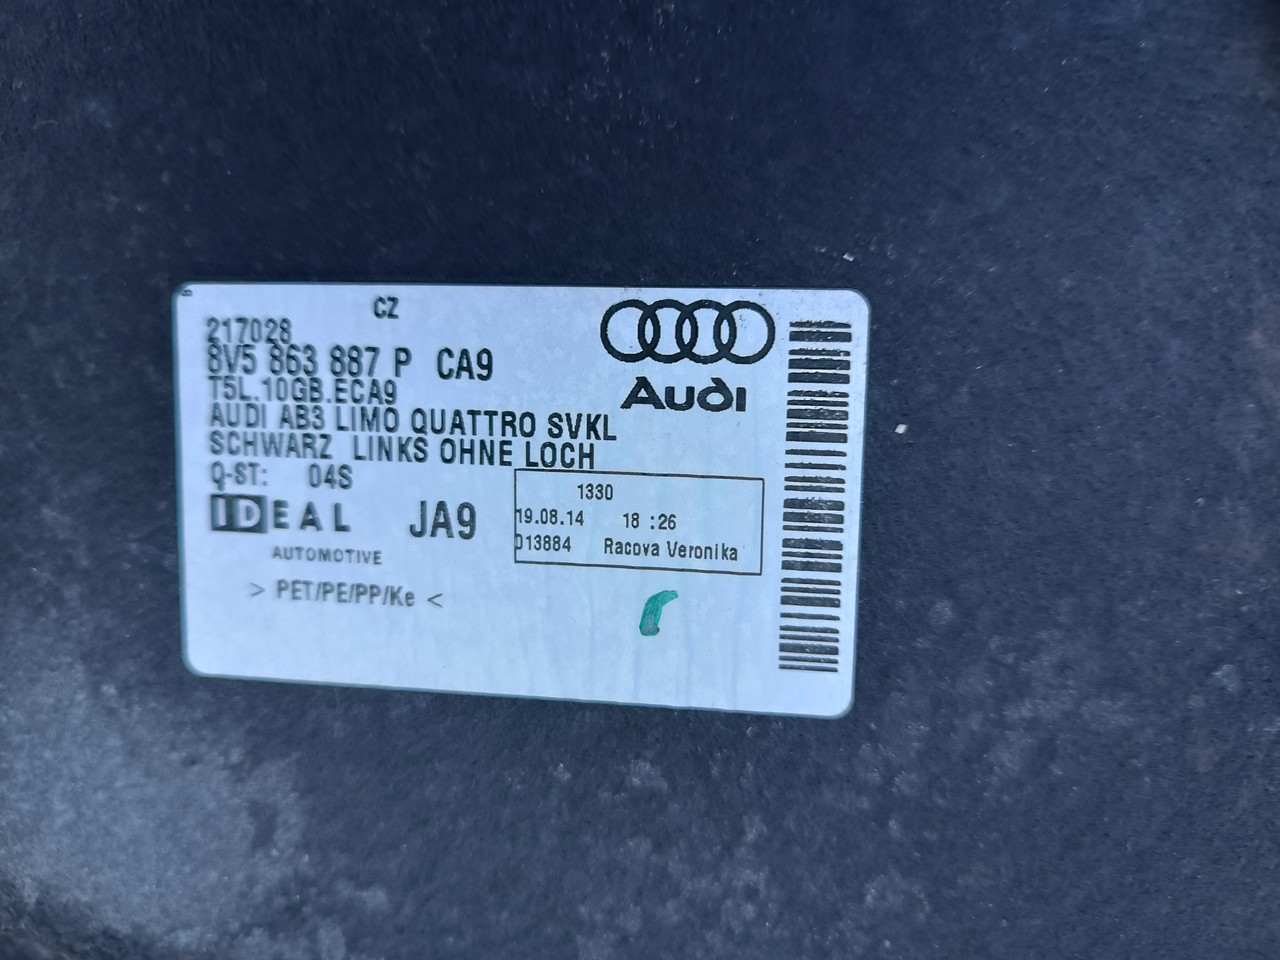 CZ
217028
8V5 863 887 P CA9
T5L.10GB.ECA9
AUDI AB3 LIMO QUATTRO SVKL
SCHWARZ LINKS OHNE LOCH
Q-ST: 04S
IDEAL
AUTOMOTIVE
JA9
> PET/PE/PP/Ke <
Audi
1330
19.08.14 18 :26
013884 Racova Veronika